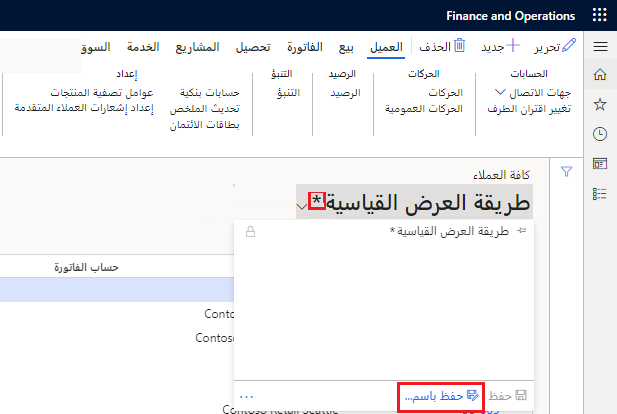 Finance and Operations
تحرير
جديد
الحذف
العميل
بيع
الفاتورة
تحصيل
المشاريع
الخدمة
السوق
الحسابات
جهات الاتصال
تغيير اقتران الطرف
الحركات
الحركات
الحركات العمومية
الرصيد
الرصيد
التنبؤ
التنبؤ
إعداد
حسابات بنكية
تحديث الملخص
بطاقات الائتمان
عوامل تصفية المنتجات
إعداد إشعارات العملاء المتقدمة
كافة العملاء
طريقة العرض القياسية*
طريقة العرض القياسية *
حساب الفاتورة
Conto
Contos
حفظ
حفظ باسم...
...
Contoso Retail Seattle